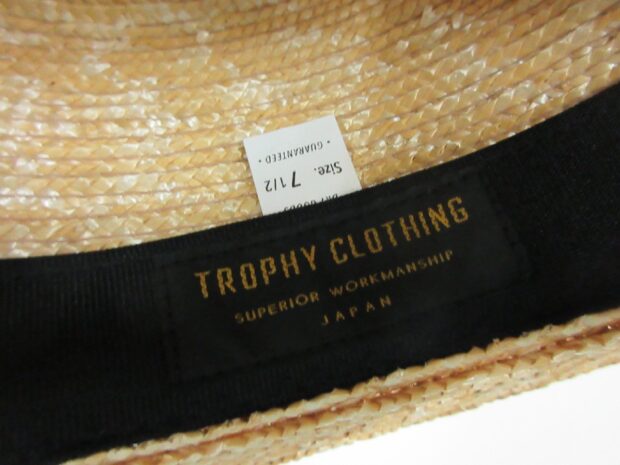 TROPHY CLOTHING
SUPERIOR WORKMANSHIP
JAPAN
Size. 7 1/2
• GUARANTEED •